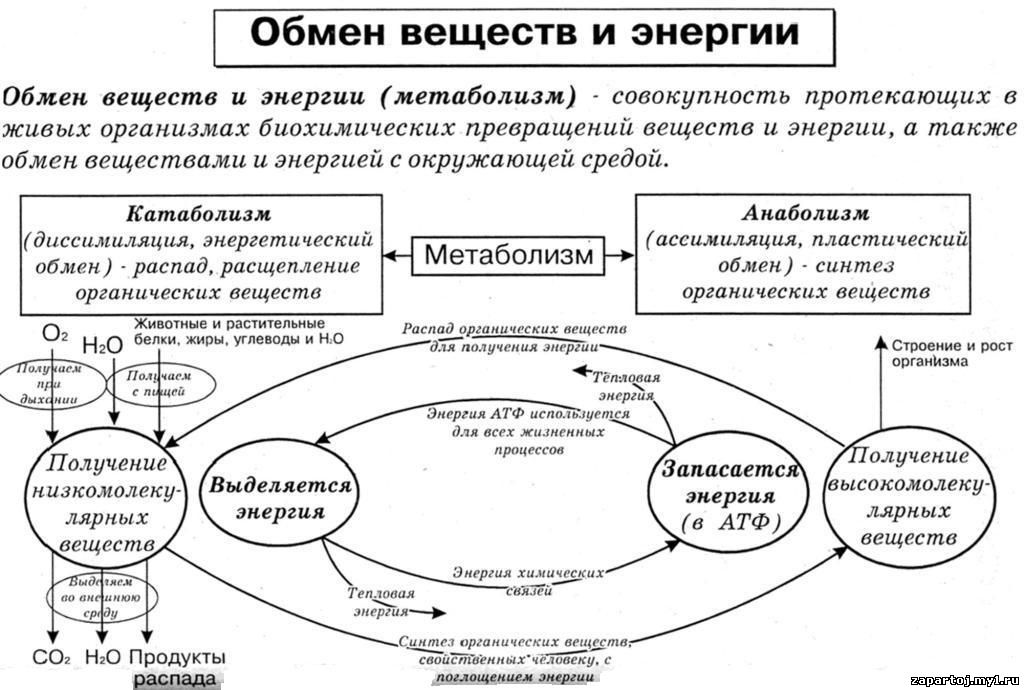 Обмен веществ и энергии
Обмен веществ и энергии (метаболизм) - совокупность протекающих в
живых организмах биохимических превращений веществ и энергии, а также
обмен веществами и энергией с окружающей средой.
Катаболизм
(диссимиляция, энергетический
обмен) - распад, расщепление
органических веществ
Метаболизм
Анаболизм
(ассимиляция, пластический
обмен) - синтез
органических веществ
O₂
H₂O
Животные и растительные
белки, жиры, углеводы и H₂O
Получаем
при
дыхании
Получаем
с пищей
Распад органических веществ
для получения энергии
Тепловая
энергия
Строение и рост
организма
Энергия АТФ используется
для всех жизненных
процессов
Получение
низкомолеку-
лярных
веществ
Выделяется
энергия
Запасается
энергия
(в АТФ)
Получение
высокомолеку-
лярных
веществ
Энергия химических
связей
Тепловая
энергия
Выделяем
во внешнюю
среду
Синтез органических веществ,
свойственных человеку, с
поглощением энергии
CO₂
H₂O
Продукты
распада
zapartoj.my1.ru